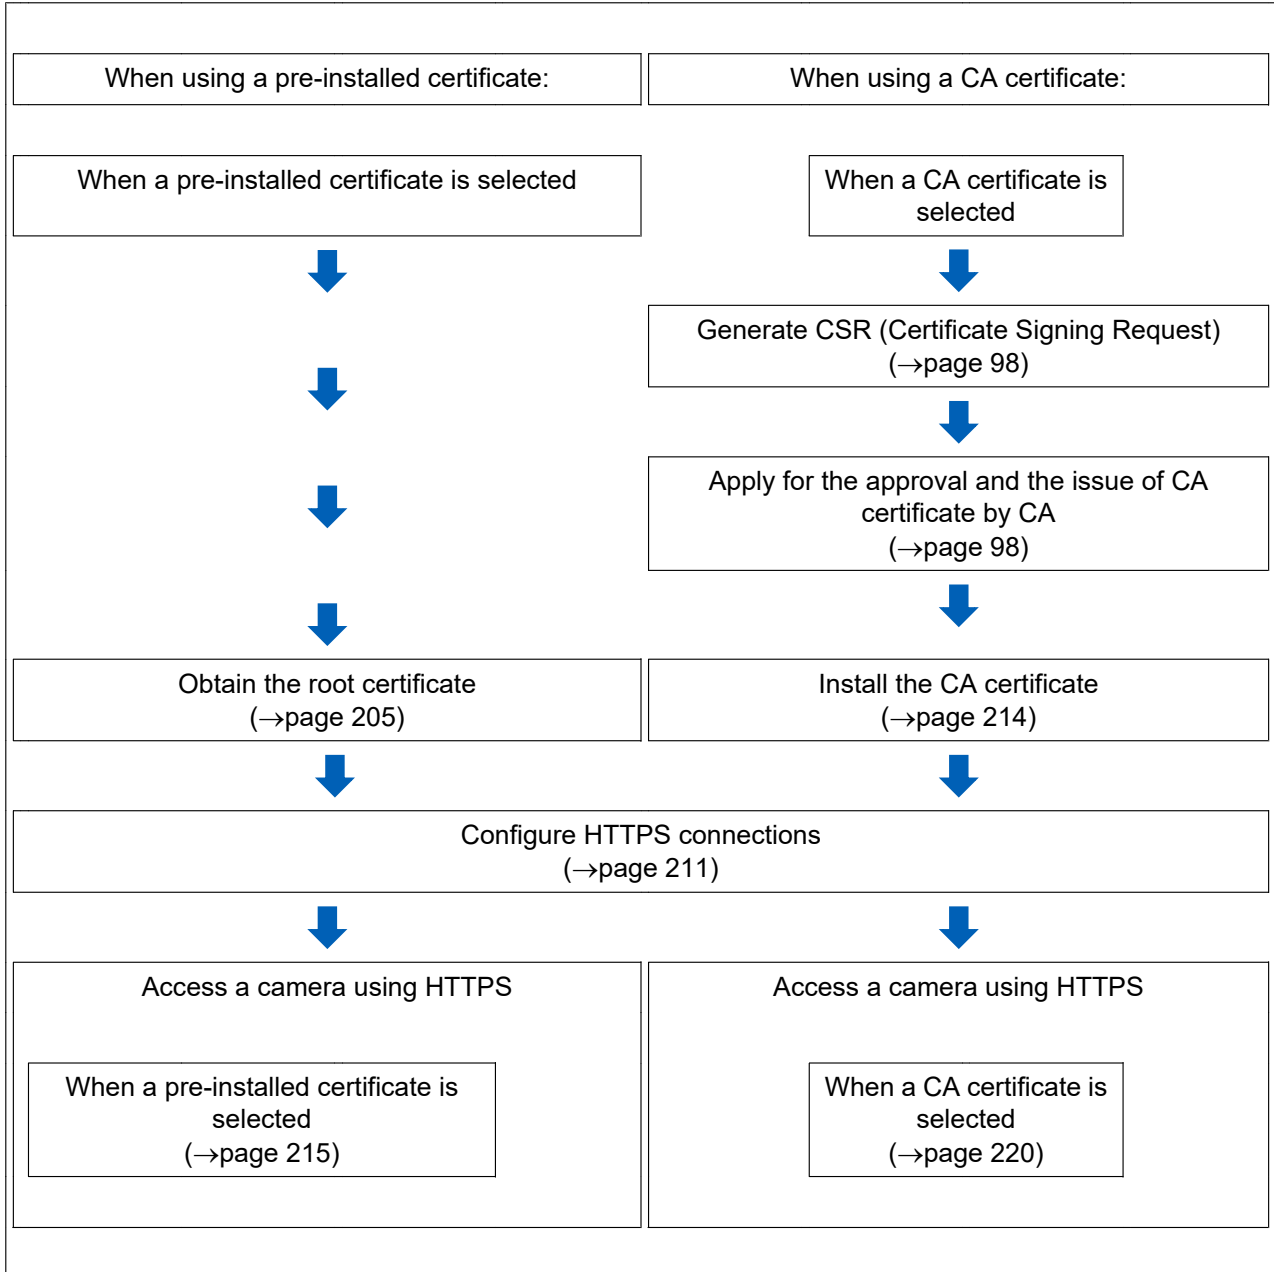 When using a pre-installed certificate:
When using a CA certificate:
When a pre-installed certificate is selected
When a CA certificate is
selected
Generate CSR (Certificate Signing Request)
(→page 98)
Apply for the approval and the issue of CA
certificate by CA
(→page 98)
Obtain the root certificate
(→page 205)
Install the CA certificate
(→page 214)
Configure HTTPS connections
(→page 211)
Access a camera using HTTPS
When a pre-installed certificate is
selected
(→page 215)
Access a camera using HTTPS
When a CA certificate is
selected
(→page 220)